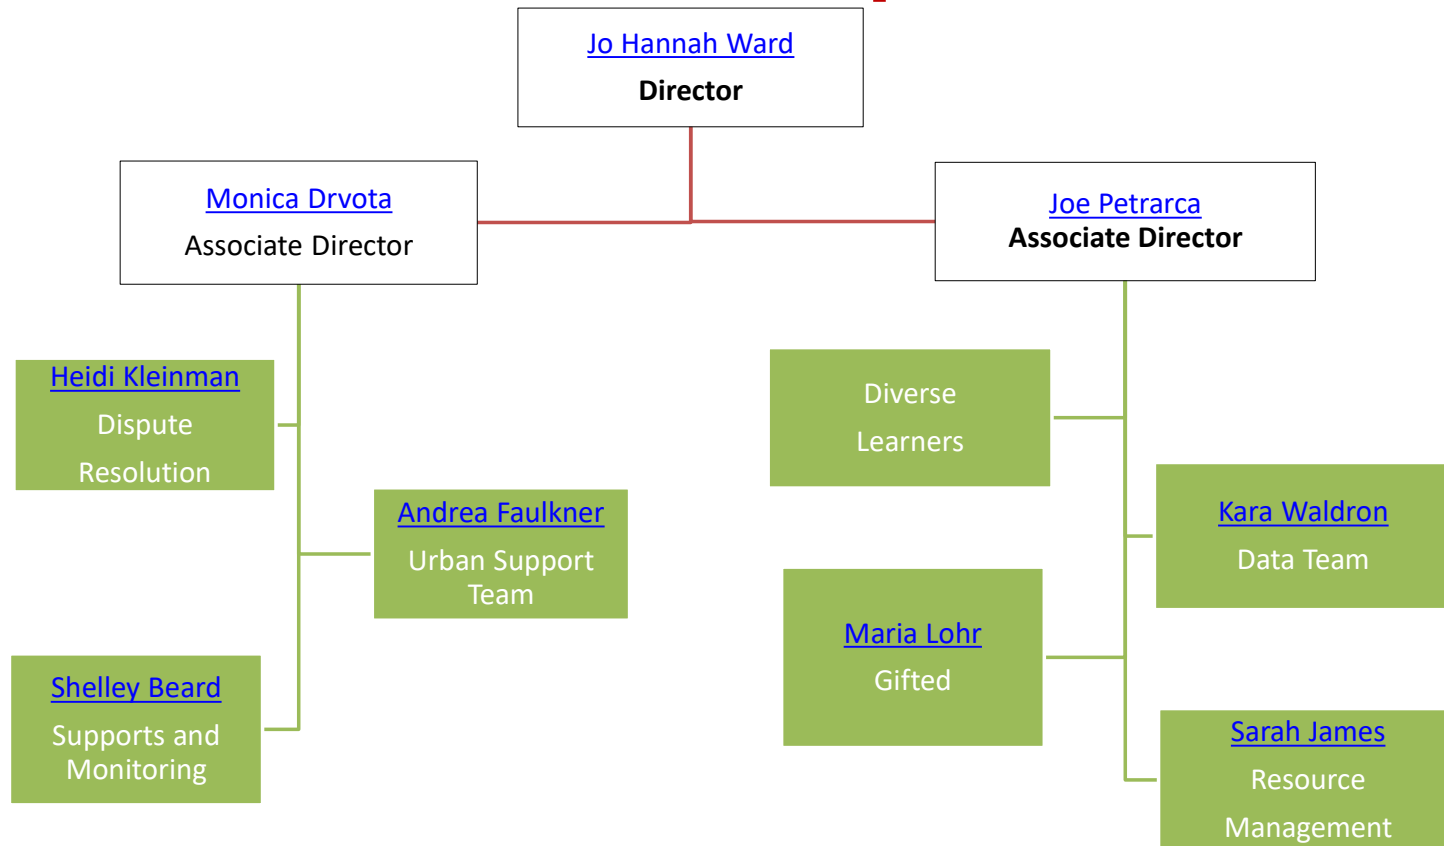 Jo Hannah Ward
Director
Monica Drvota
Associate Director
Joe Petrarca
Associate Director
Heidi Kleinman
Dispute
Resolution
Andrea Faulkner
Urban Support
Team
Shelley Beard
Supports and
Monitoring
Diverse
Learners
Kara Waldron
Data Team
Maria Lohr
Gifted
Sarah James
Resource
Management